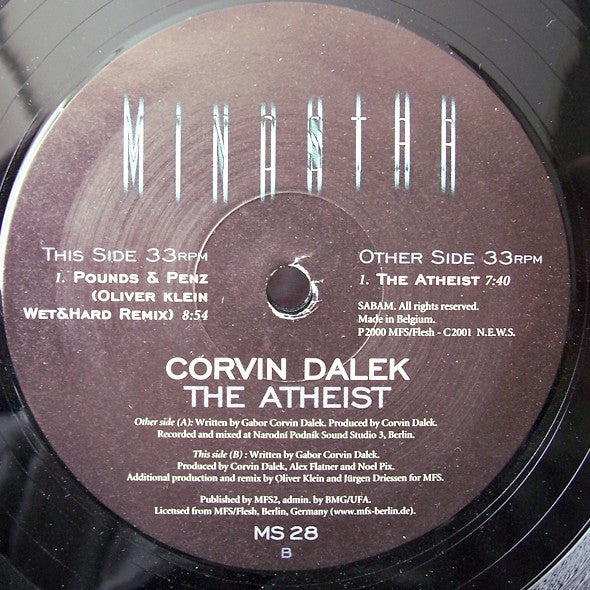 MINUSTAR
THIS SIDE 33RPM
1. POUNDS & PENZ
(OLIVER KLEIN
WET&HARD REMIX) 8:54
OTHER SIDE 33RPM
1. THE ATHEIST 7:40
SABAM. All rights reserved.
Made in Belgium.
P2000 MFS/Flesh - C2001 N.E.W.S.
CORVIN DALEK
THE ATHEIST
Other side (A): Written by Gabor Corvin Dalek. Produced by Corvin Dalek.
Recorded and mixed at Narodní Podnik Sound Studio 3, Berlin.
This side (B) : Written by Gabor Corvin Dalek.
Produced by Corvin Dalek, Alex Flatner and Noel Pix.
Additional production and remix by Oliver Klein and Jürgen Driessen for MFS.
Published by MFS2, admin. by BMG/UFA.
Licensed from MFS/Flesh, Berlin, Germany (www.mfs-berlin.de).
MS 28
B